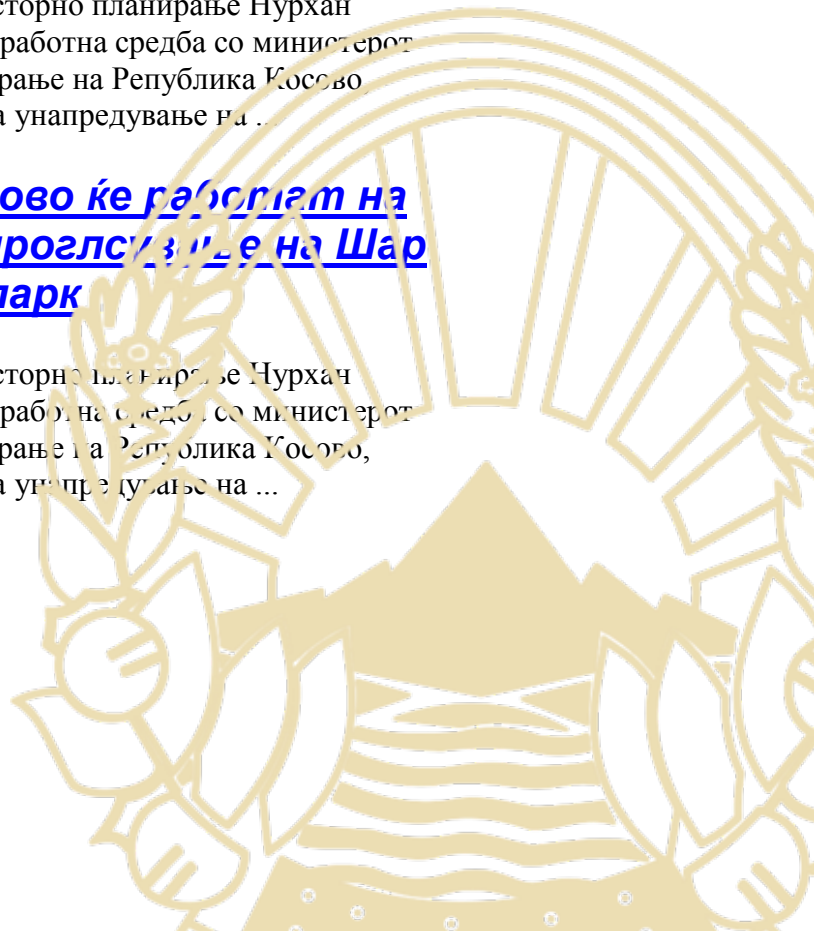 сторно планирање Нурхан
работна средба со министерот
рање на Република Косово,
а унапредување на ...
ово ќе работат на
проглсување на Шар
парк
сторно планирање Нурхан
работна средба со министерот
рање на Република Косово,
а унапредување на ...